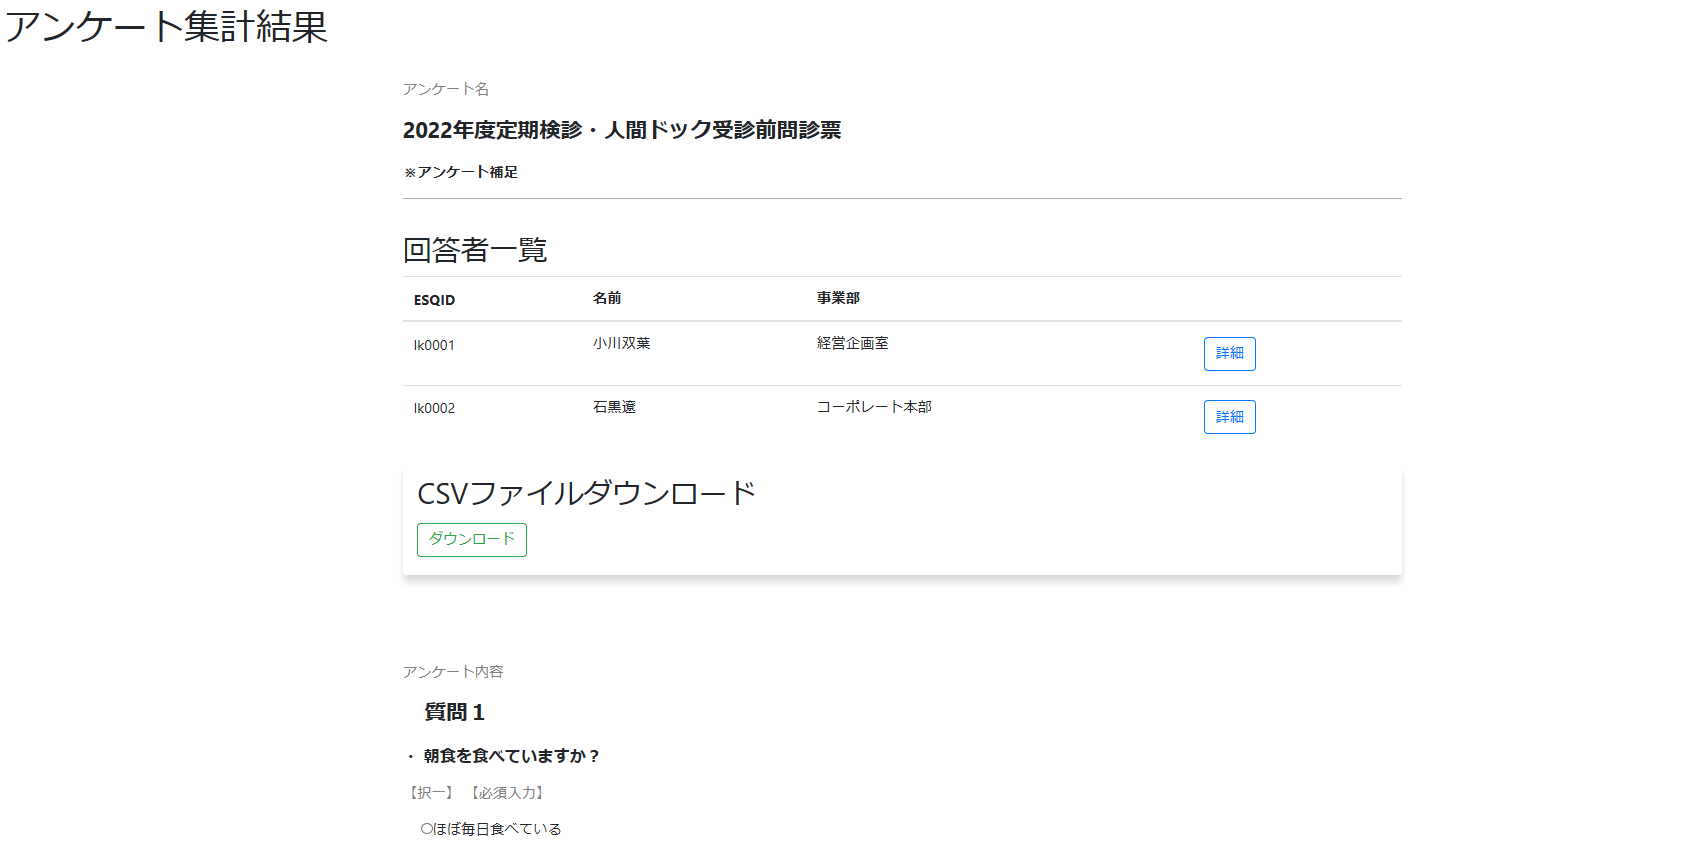 アンケート集計結果
アンケート名
2022年度定期検診・人間ドック受診前問診票
※アンケート補足
回答者一覧
ESQID 名前 事業部
lk0001 小川双葉 経営企画室 詳細
lk0002 石黒遼 コーポレート本部 詳細
CSVファイルダウンロード
ダウンロード
アンケート内容
質問1
・ 朝食を食べていますか？
【択一】 【必須入力】
○ほぼ毎日食べている